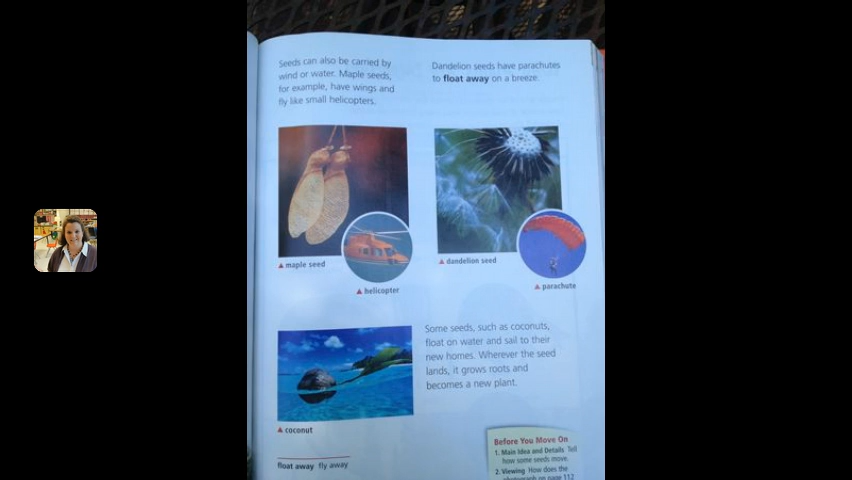 Seeds can also be carried by
wind or water. Maple seeds,
for example, have wings and
fly like small helicopters.
Dandelion seeds have parachutes
to float away on a breeze.
▲ maple seed
▲ helicopter
▲ dandelion seed
▲ parachute
Some seeds, such as coconuts,
float on water and sail to their
new homes. Wherever the seed
lands, it grows roots and
becomes a new plant.
▲ coconut
float away fly away
Before You Move On
1. Main Idea and Details Tell
how some seeds move.
2. Viewing How does the
photograph on page 112